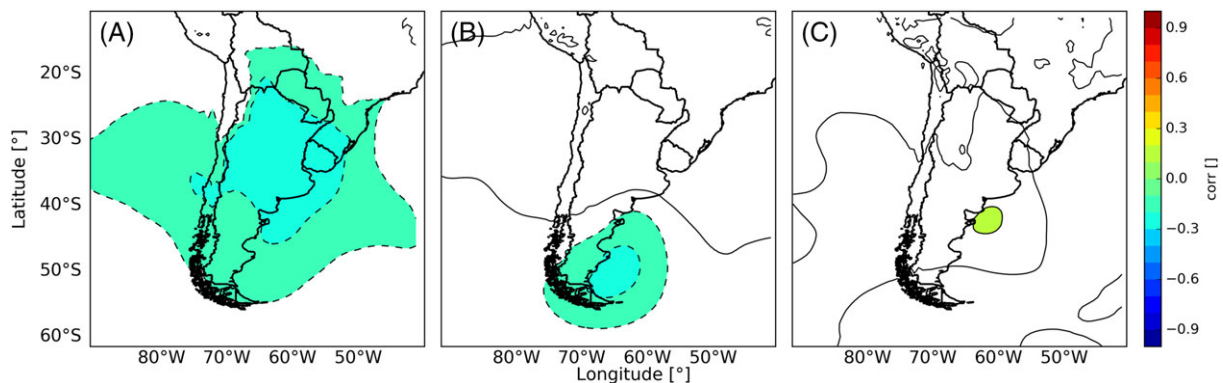 (A)
(B)
(C)
20°S
30°S
40°S
50°S
60°S
Latitude [°]
80°W 70°W 60°W 50°W
80°W 70°W 60°W 50°W
80°W 70°W 60°W 50°W
Longitude [°]
0.9
0.6
0.3
0.0
-0.3
-0.6
-0.9
corr []